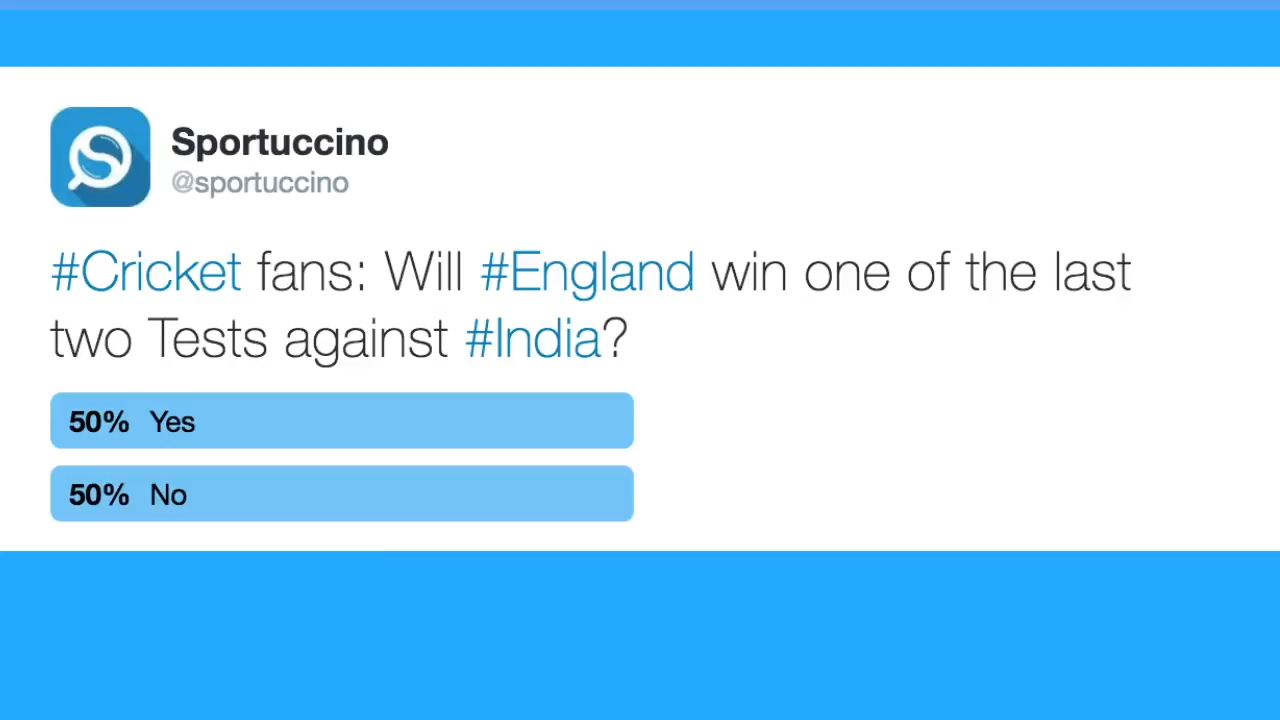 Sportuccino
@sportuccino
#Cricket fans: Will #England win one of the last
two Tests against #India?
50% Yes
50% No